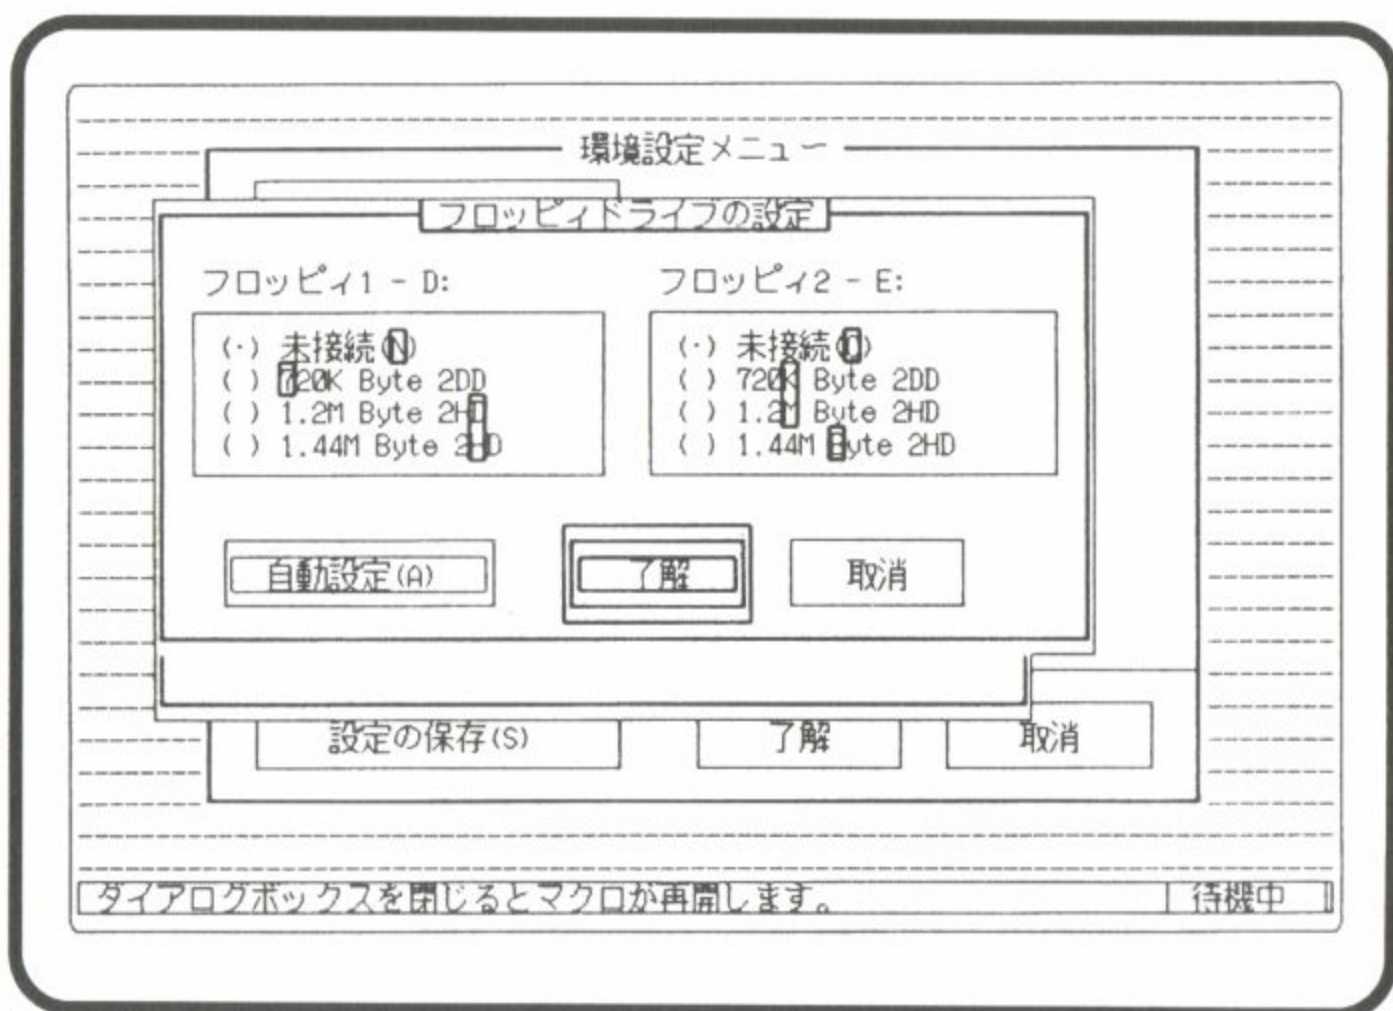 環境設定メニュー
フロッピィドライブの設定
フロッピィ1 - D: フロッピィ2 - E:
(·) 未接続(N) (·) 未接続(O)
( ) 720K Byte 2DD ( ) 720K Byte 2DD
( ) 1.2M Byte 2HD ( ) 1.2M Byte 2HD
( ) 1.44M Byte 2HD ( ) 1.44M Byte 2HD
自動設定(A) 了解 取消
設定の保存(S) 了解 取消
ダイアログボックスを閉じるとマクロが再開します。 待機中